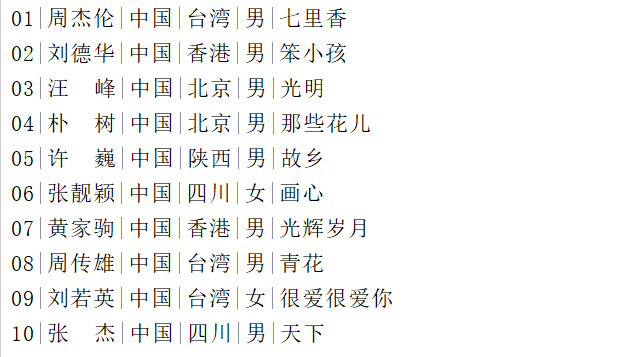 01|周杰伦|中国|台湾|男|七里香
02|刘德华|中国|香港|男|笨小孩
03|汪　峰|中国|北京|男|光明
04|朴　树|中国|北京|男|那些花儿
05|许　巍|中国|陕西|男|故乡
06|张靓颖|中国|四川|女|画心
07|黄家驹|中国|香港|男|光辉岁月
08|周传雄|中国|台湾|男|青花
09|刘若英|中国|台湾|女|很爱很爱你
10|张　杰|中国|四川|男|天下